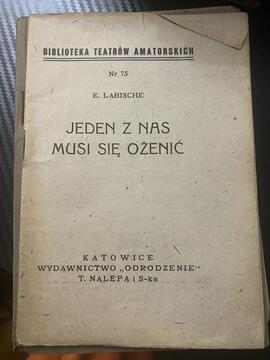 BIBLIOTEKA TEATRÓW AMATORSKICH
Nr 75
E. LABISCHE
JEDEN Z NAS
MUSI SIĘ OŻENIĆ
KATOWICE
WYDAWNICTWO „ODRODZENIE"
T. NALEPA i S-ka